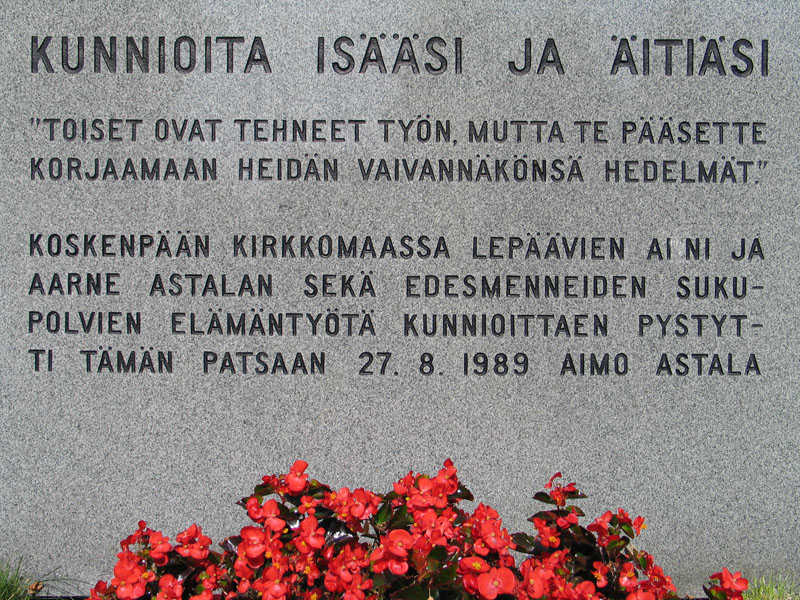 KUNNIOITA ISÄÄSI JA ÄITIÄSI
"TOISET OVAT TEHNEET TYÖN, MUTTA TE PÄÄSETTE
KORJAAMAAN HEIDÄN VAIVANNÄKÖNSÄ HEDELMÄT."
KOSKENPÄÄN KIRKKOMAASSA LEPÄÄVIEN AINI JA
AARNE ASTALAN SEKÄ EDESMENNEIDEN SUKU-
POLVIEN ELÄMÄNTYÖTÄ KUNNIOITTAEN PYSTYT-
TI TÄMÄN PATSAAN 27. 8. 1989 AIMO ASTALA